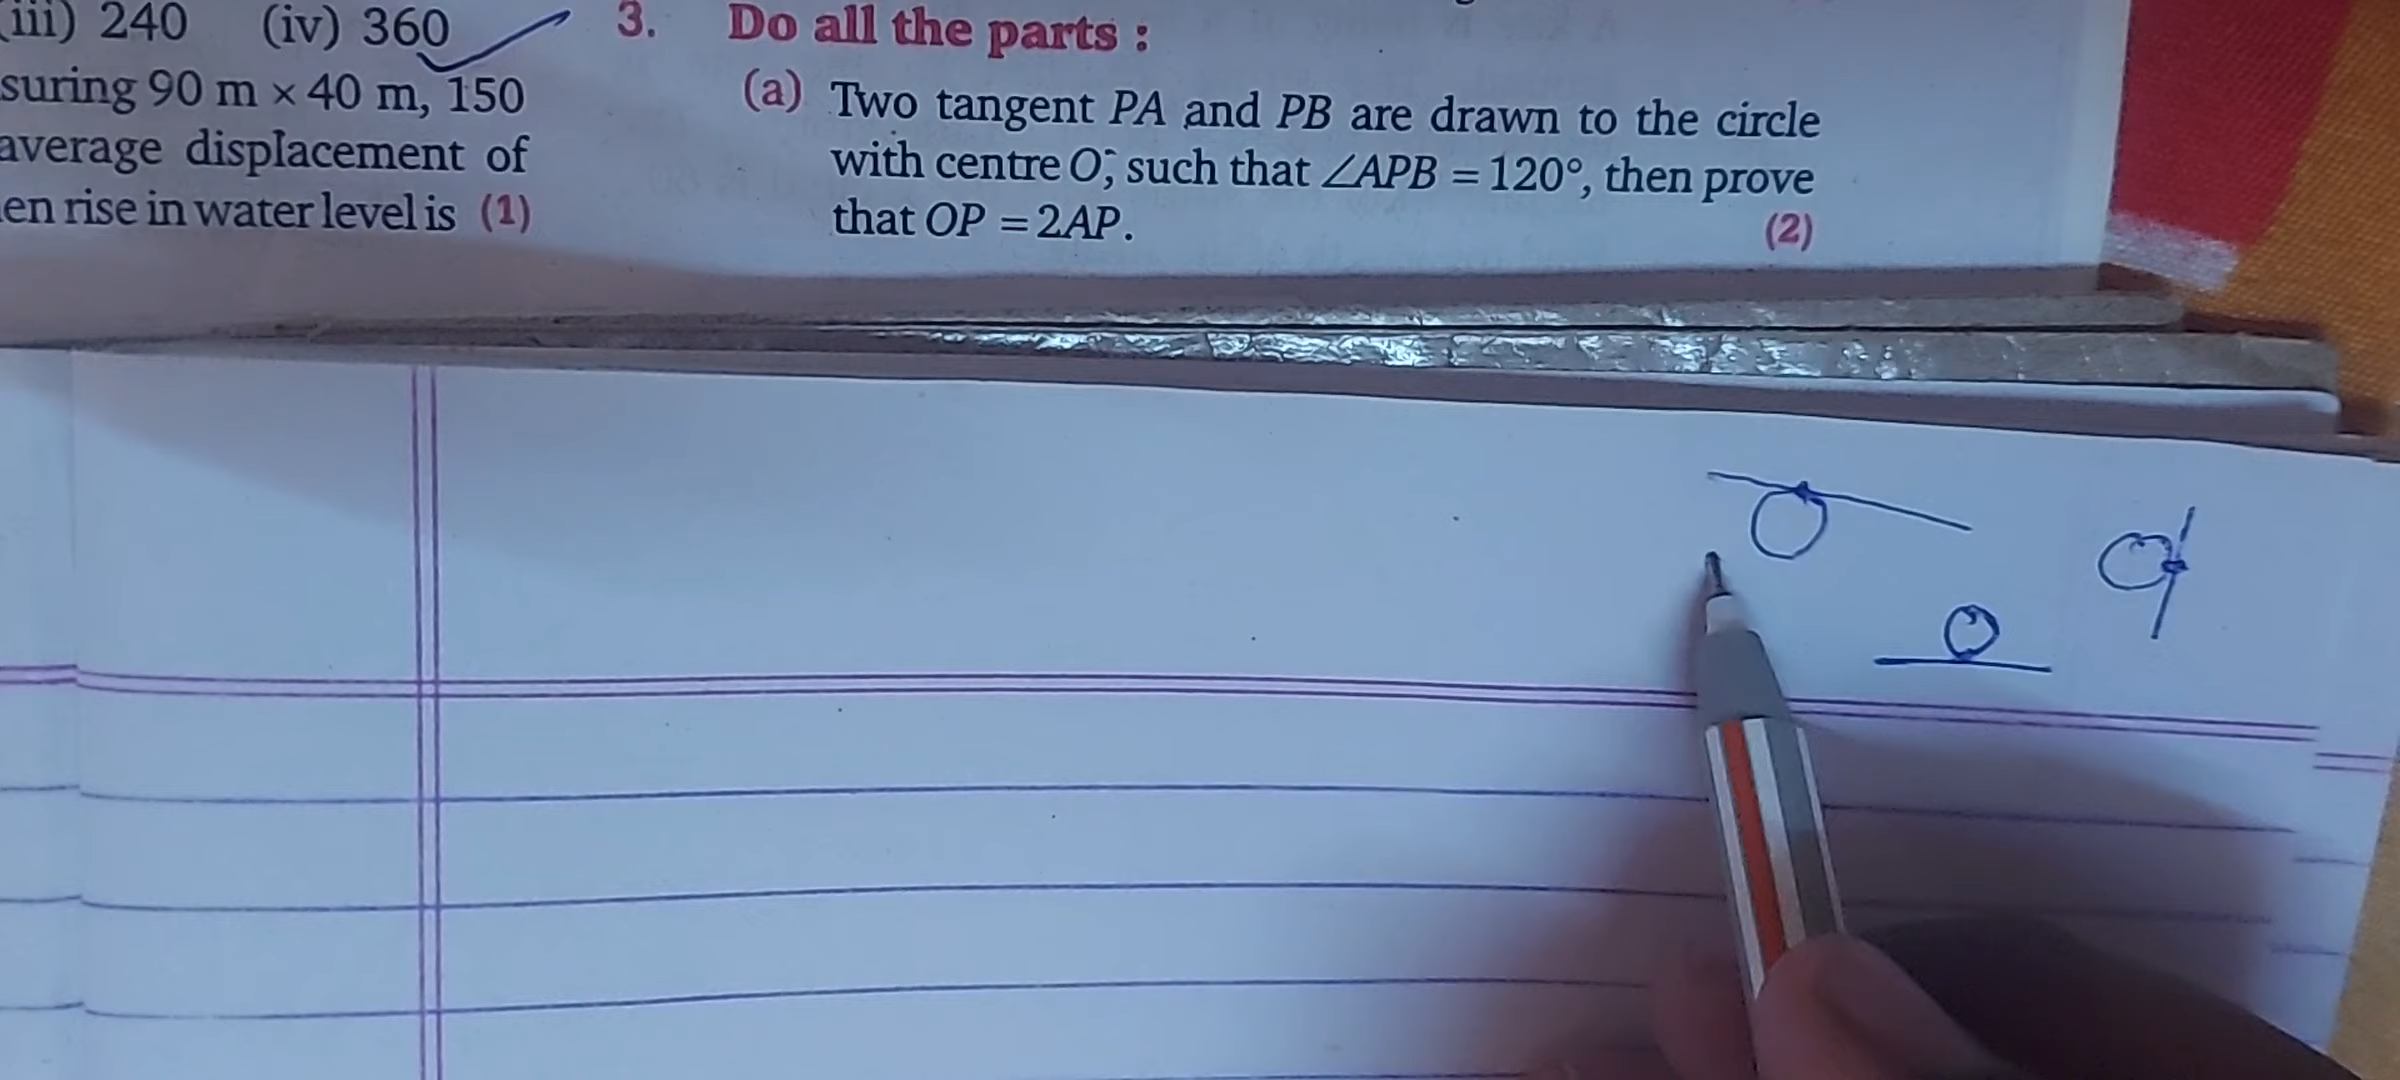 iii) 240 (iv) 360
suring 90 m × 40 m, 150
average displacement of
en rise in water level is (1)
3. Do all the parts :
(a) Two tangent PA and PB are drawn to the circle
with centre O, such that ∠APB = 120°, then prove
that OP = 2AP.
(2)